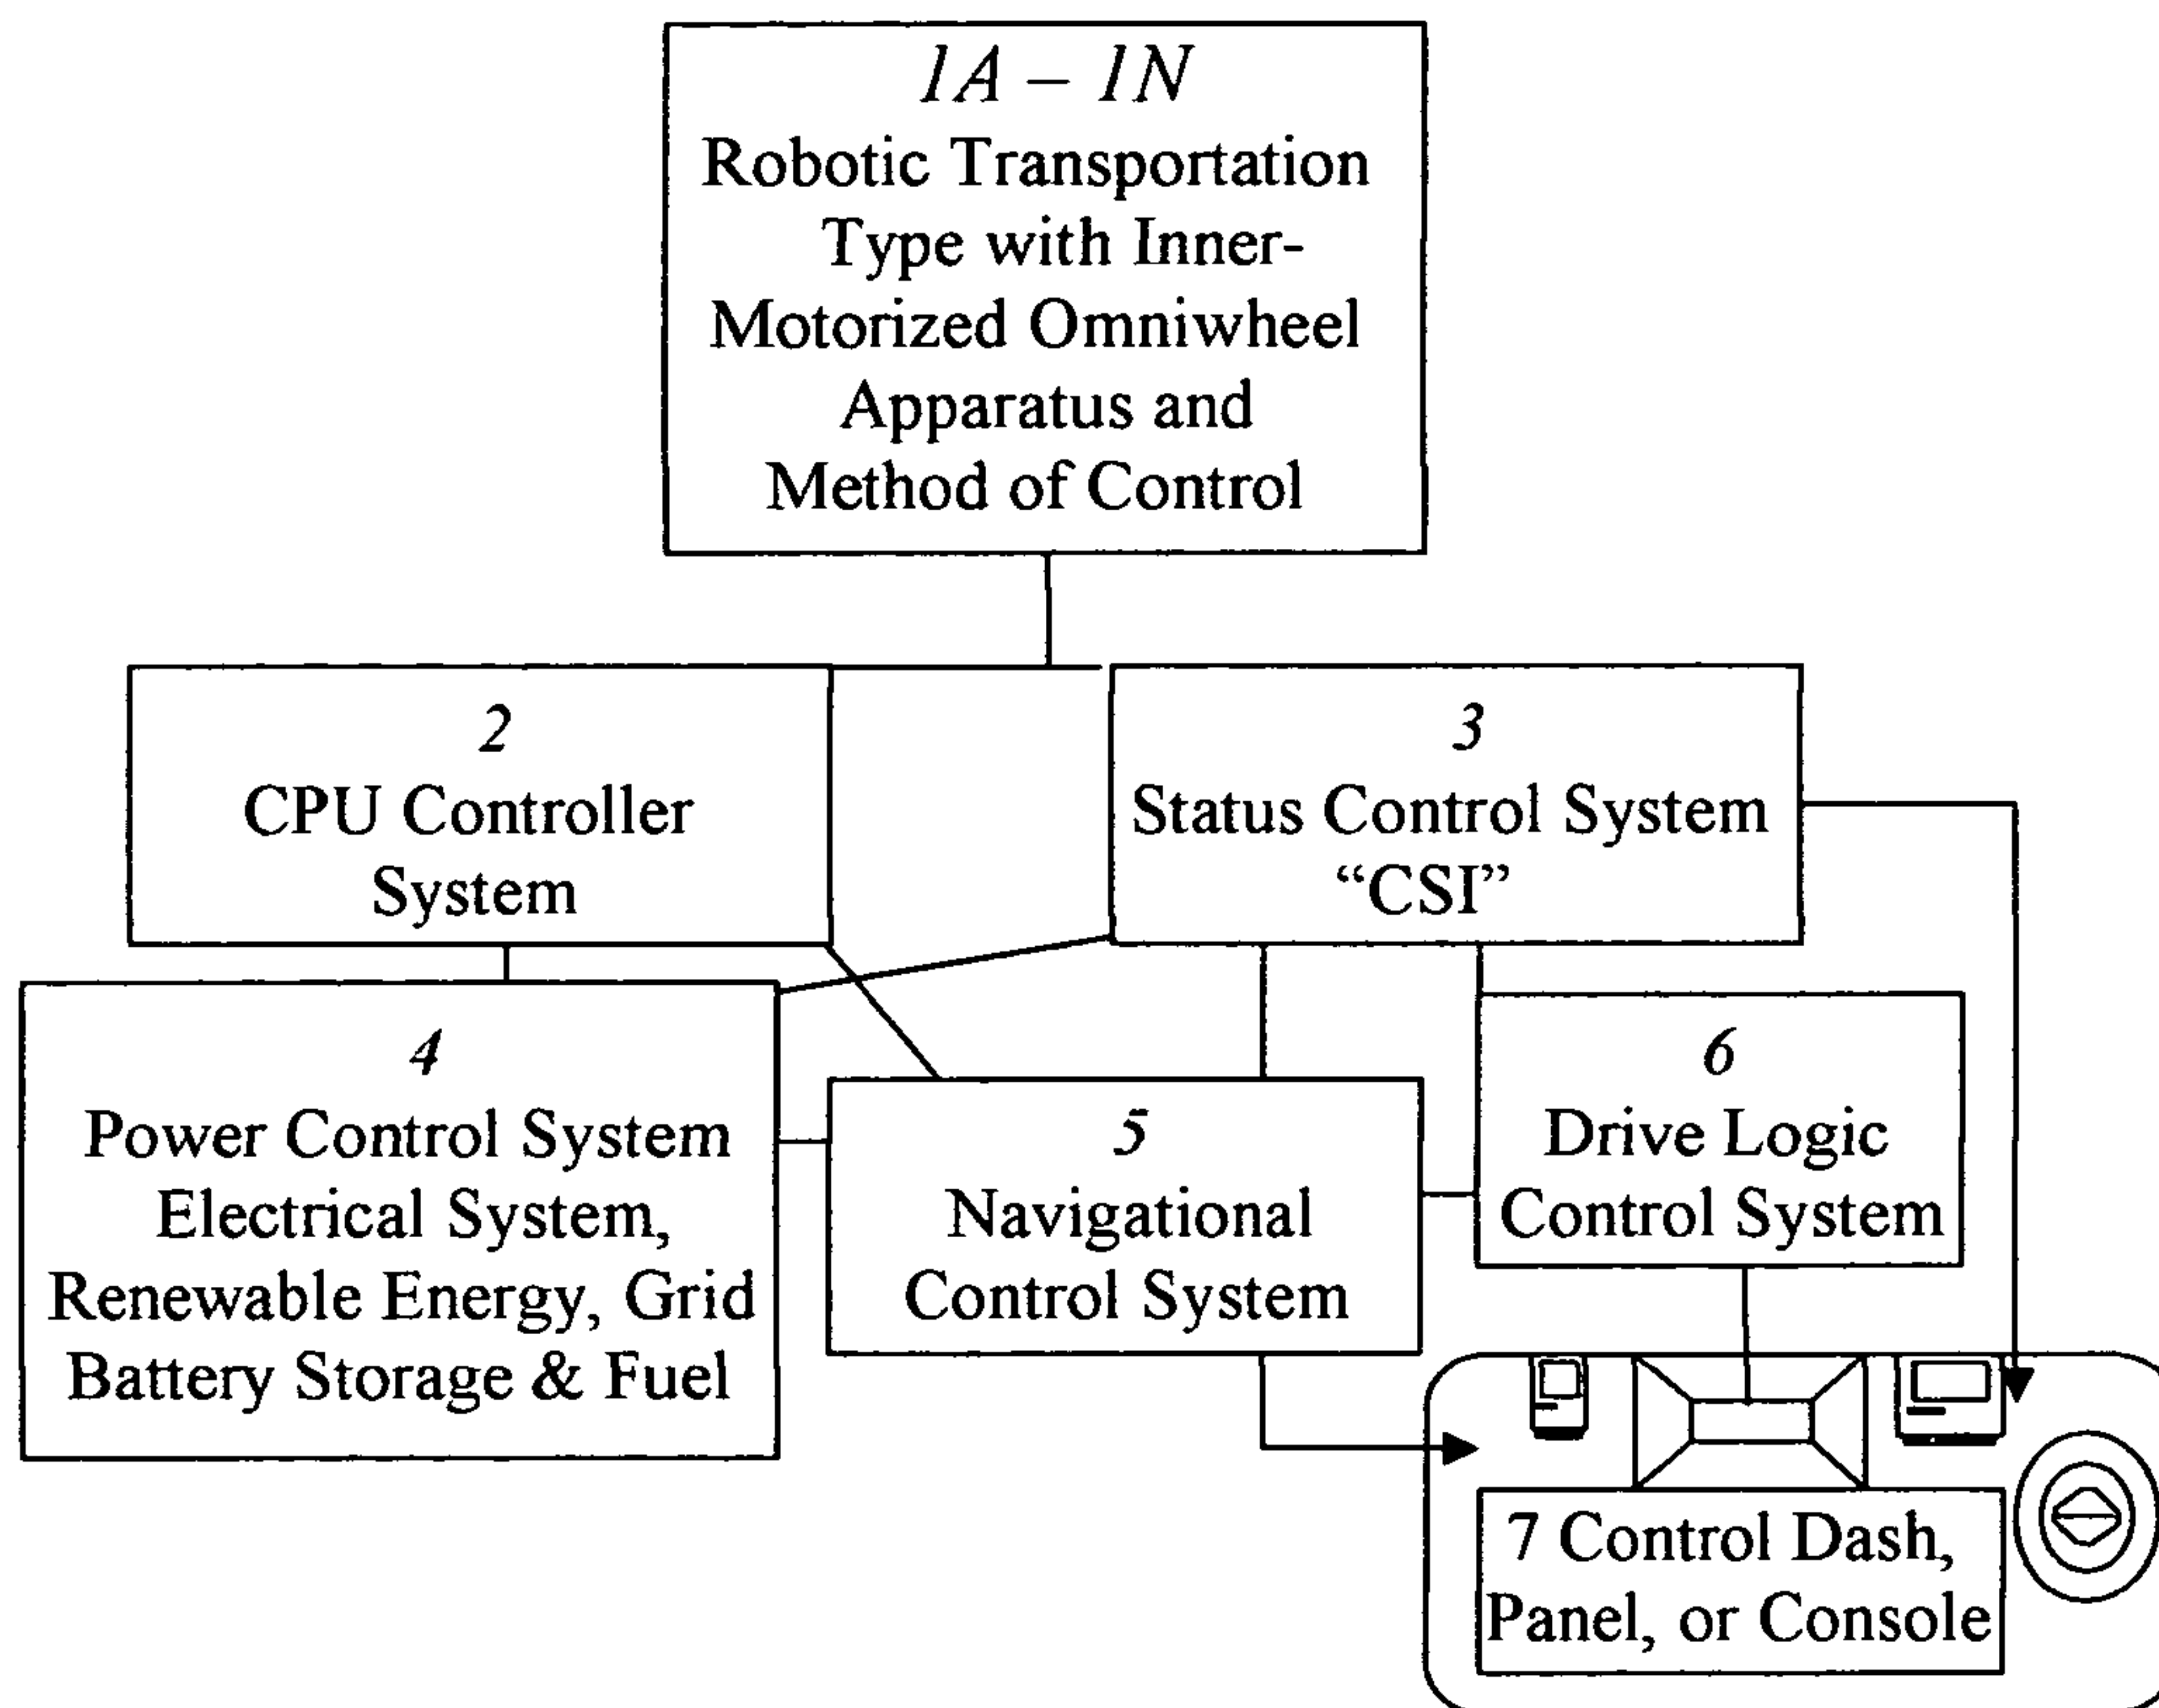 1A – 1N
Robotic Transportation
Type with Inner-
Motorized Omniwheel
Apparatus and
Method of Control
2
CPU Controller
System
3
Status Control System
“CSI”
4
Power Control System
Electrical System,
Renewable Energy, Grid
Battery Storage & Fuel
5
Navigational
Control System
6
Drive Logic
Control System
7 Control Dash,
Panel, or Console